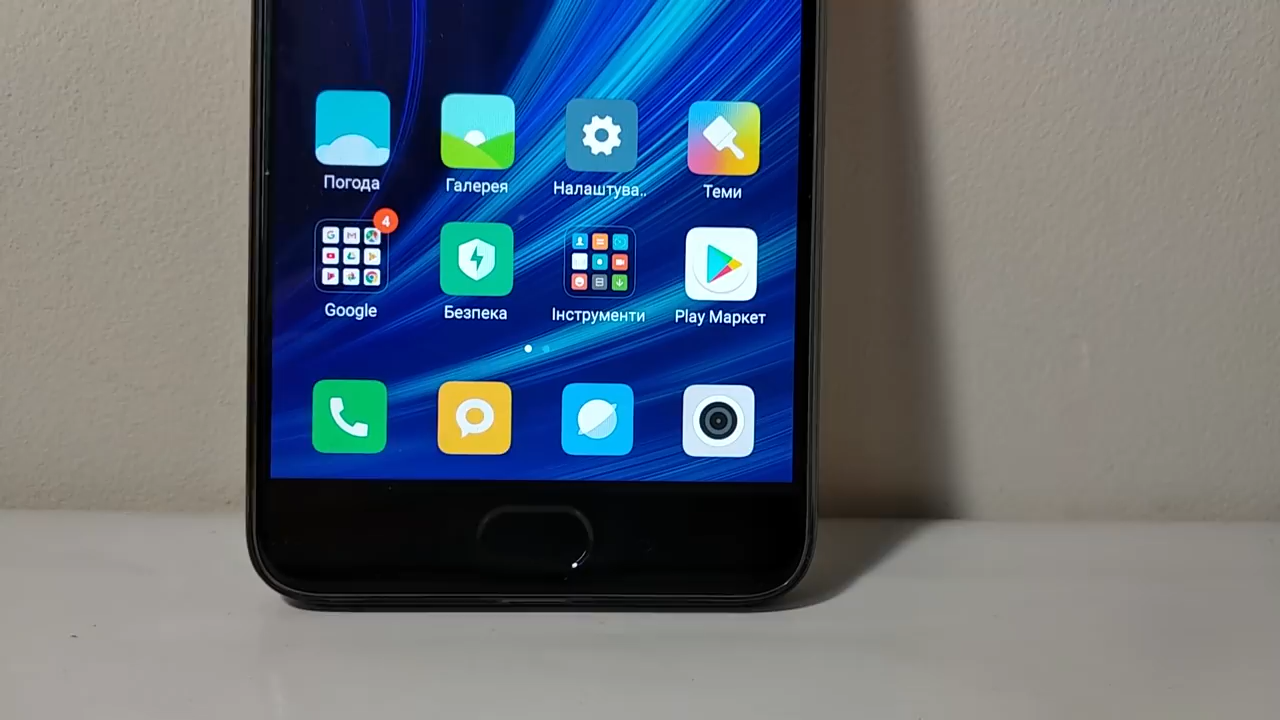 Погода
Галерея
Налаштува..
Теми
4
Google
Безпека
Інструменти
Play Маркет